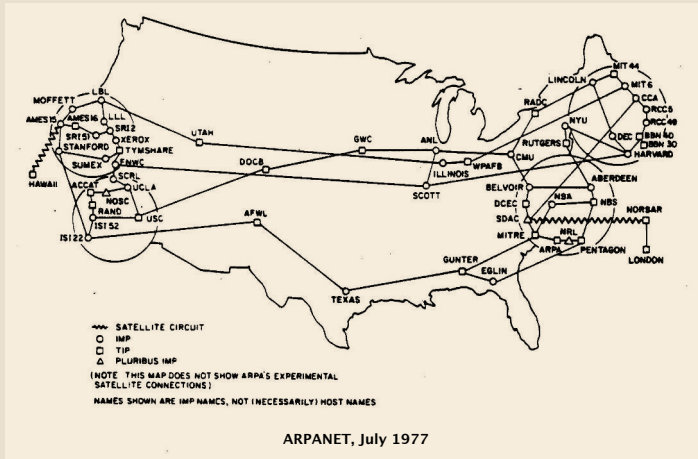 MIT 44
LINCOLN
MIT 6
MOFFETT
LBL
CCA
RADC
RCC 5
AMES 15
AMES 16
LLL
RCC 49
SRI 2
NYU
SRI 51
XEROX
UTAH
GWC
ANL
DEC
BBN 40
STANFORD
TYMSHARE
RUTGERS
BBN 30
HARVARD
SUMEX
FNWC
DOCB
WPAFB
CMU
ILLINOIS
HAWAII
SCRL
ACCAT
UCLA
ABERDEEN
SCOTT
BELVOIR
NOSC
NSA
DCEC
NBS
RAND
AFWL
SDAC
NORSAR
ISI 52
USC
ISI 22
MITRE
NRL
ARPA
PENTAGON
GUNTER
LONDON
EGLIN
TEXAS
SATELLITE CIRCUIT
IMP
TIP
PLURIBUS IMP
(NOTE THIS MAP DOES NOT SHOW ARPA'S EXPERIMENTAL
SATELLITE CONNECTIONS)
NAMES SHOWN ARE IMP NAMES, NOT (NECESSARILY) HOST NAMES
ARPANET, July 1977